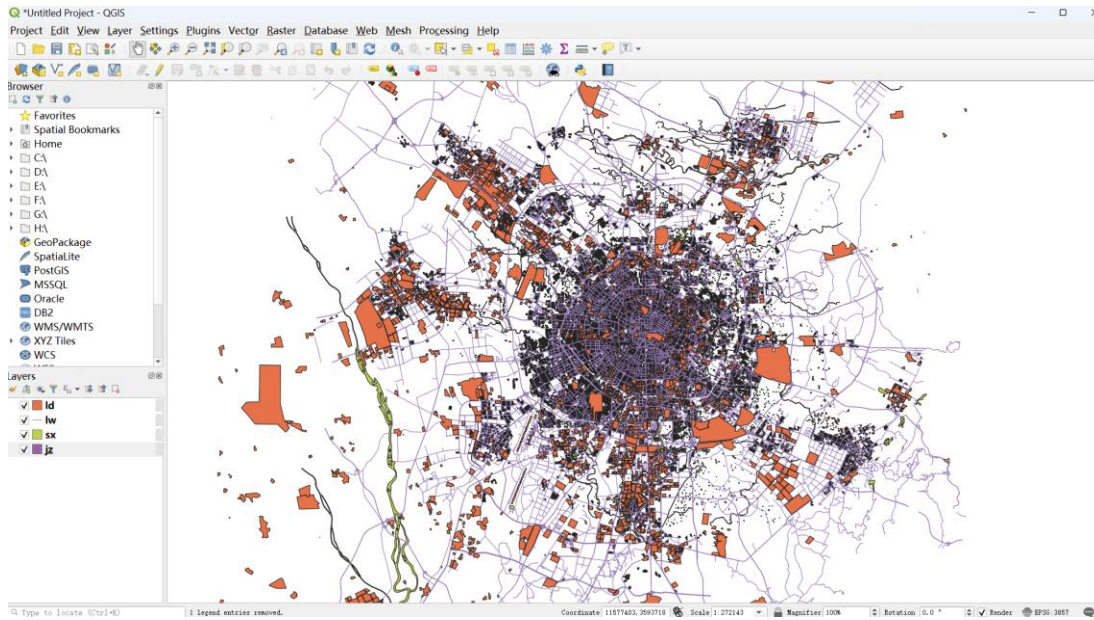 *Untitled Project - QGIS
Project Edit View Layer Settings Plugins Vector Raster Database Web Mesh Processing Help
Browser
Favorites
Spatial Bookmarks
Home
C:\
D:\
E:\
F:\
G:\
H:\
GeoPackage
SpatiaLite
PostGIS
MSSQL
Oracle
DB2
WMS/WMTS
XYZ Tiles
WCS
Layers
ld
lw
sx
jz
Type to locate (Ctrl+K) 1 legend entries removed. Coordinate 11577403,3593718 Scale 1:272143 Magnifier 100% Rotation 0.0 ° Render EPSG:3857